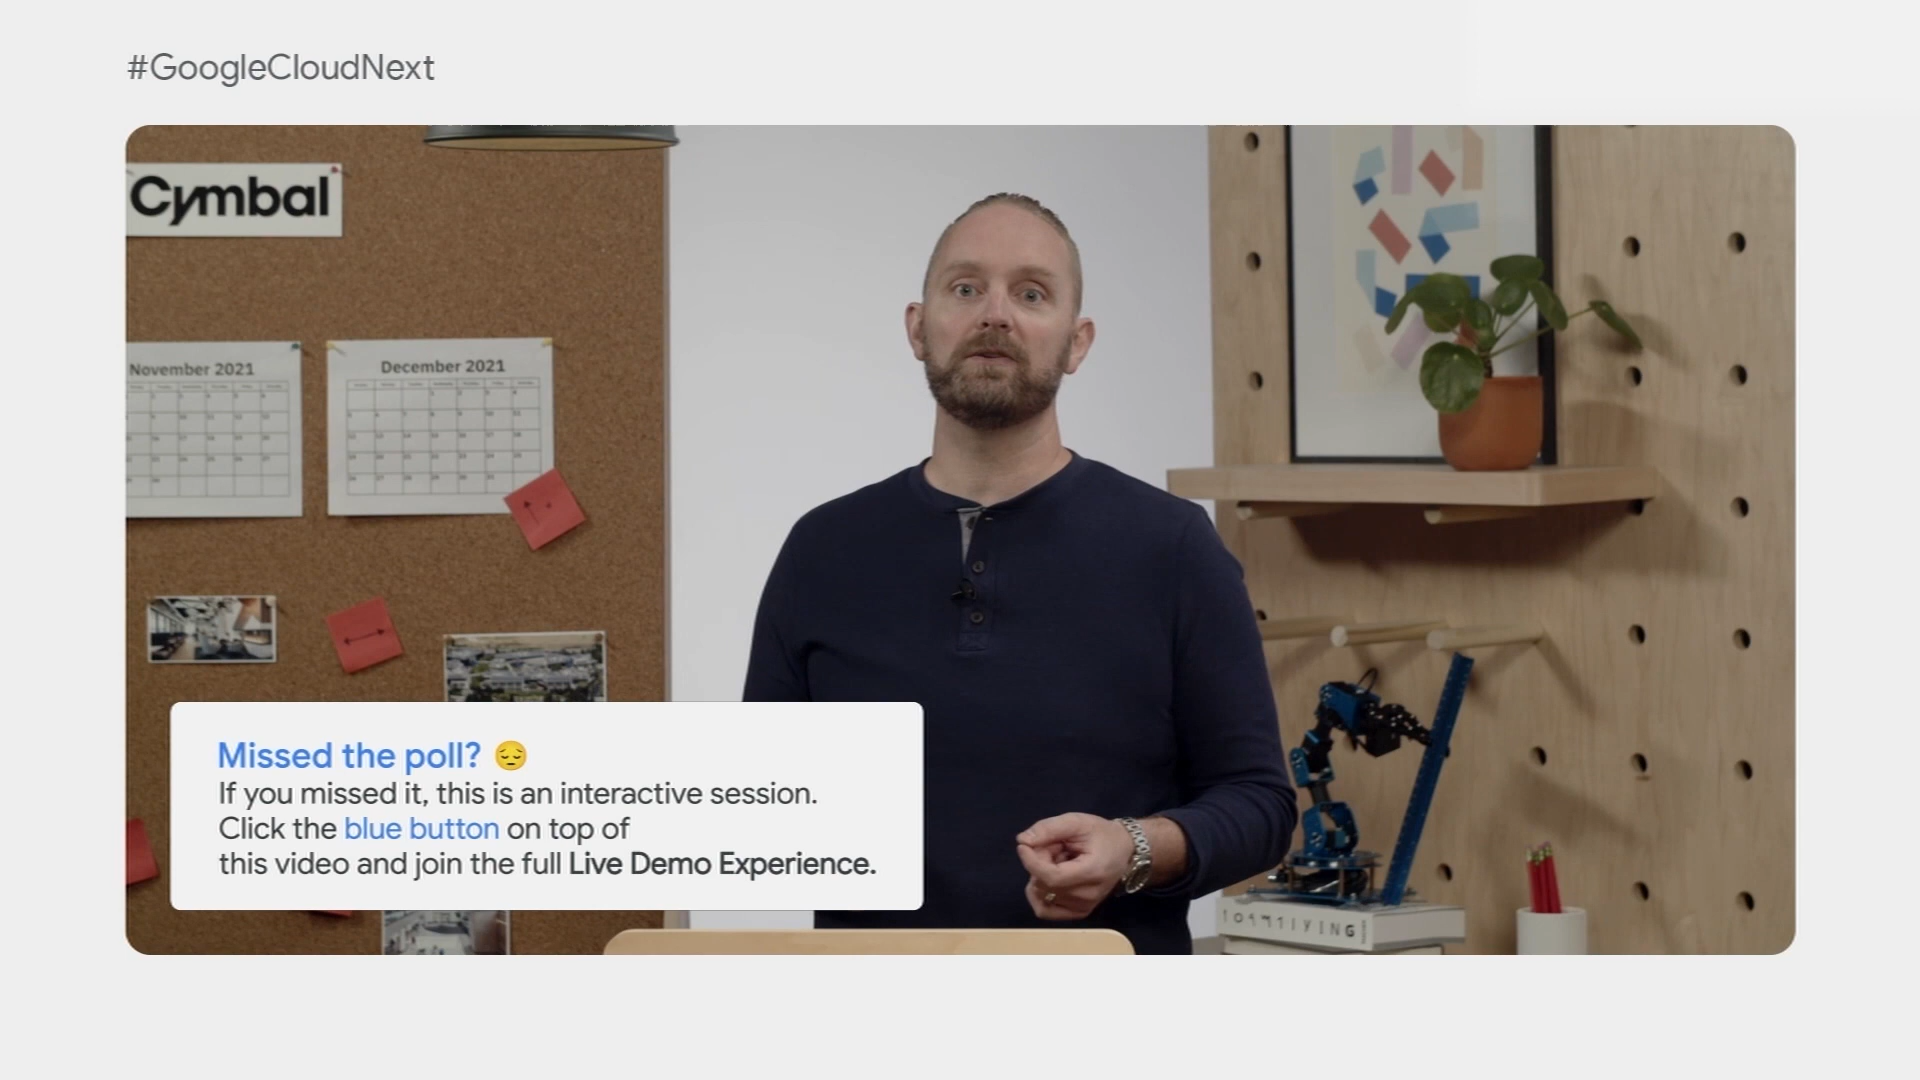 #GoogleCloudNext
Cymbal
November 2021
December 2021
Missed the poll? 😔
If you missed it, this is an interactive session.
Click the blue button on top of
this video and join the full Live Demo Experience.